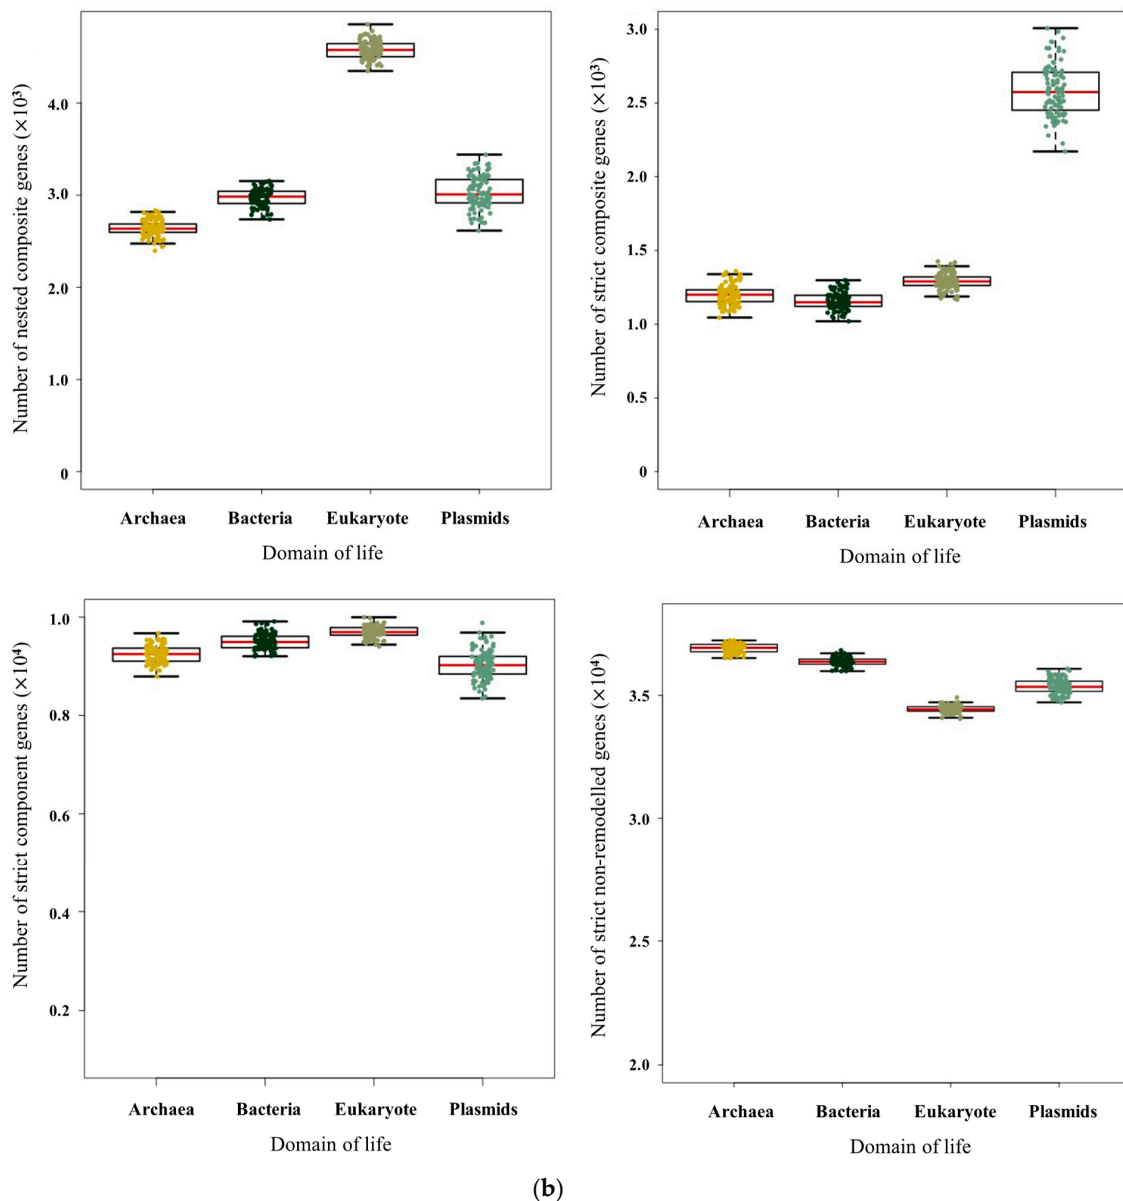 Number of nested composite genes (×10³)
4.0
3.0
2.0
1.0
0
Archaea Bacteria Eukaryote Plasmids
Domain of life
Number of strict composite genes (×10³)
3.0
2.5
2.0
1.5
1.0
0.5
0
Archaea Bacteria Eukaryote Plasmids
Domain of life
Number of strict component genes (×10⁴)
1.0
0.8
0.6
0.4
0.2
Archaea Bacteria Eukaryote Plasmids
Domain of life
Number of strict non-remodelled genes (×10⁴)
3.5
3.0
2.5
2.0
Archaea Bacteria Eukaryote Plasmids
Domain of life
(b)